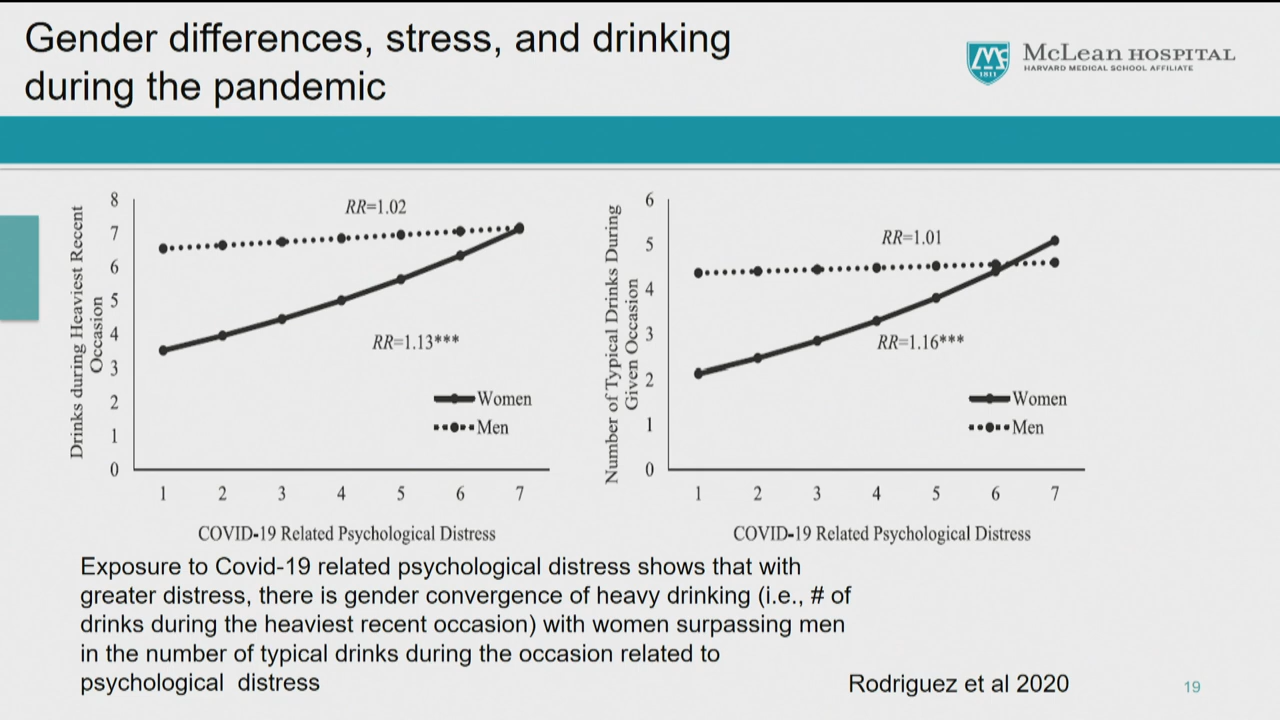 Gender differences, stress, and drinking
during the pandemic
McLean HOSPITAL
HARVARD MEDICAL SCHOOL AFFILIATE
1811
Drinks during Heaviest Recent
Occasion
8
7
6
5
4
3
2
1
0
RR=1.02
RR=1.13***
Women
Men
1 2 3 4 5 6 7
COVID-19 Related Psychological Distress
Number of Typical Drinks During
Given Occasion
6
5
4
3
2
1
0
RR=1.01
RR=1.16***
Women
Men
1 2 3 4 5 6 7
COVID-19 Related Psychological Distress
Exposure to Covid-19 related psychological distress shows that with
greater distress, there is gender convergence of heavy drinking (i.e., # of
drinks during the heaviest recent occasion) with women surpassing men
in the number of typical drinks during the occasion related to
psychological distress
Rodriguez et al 2020
19